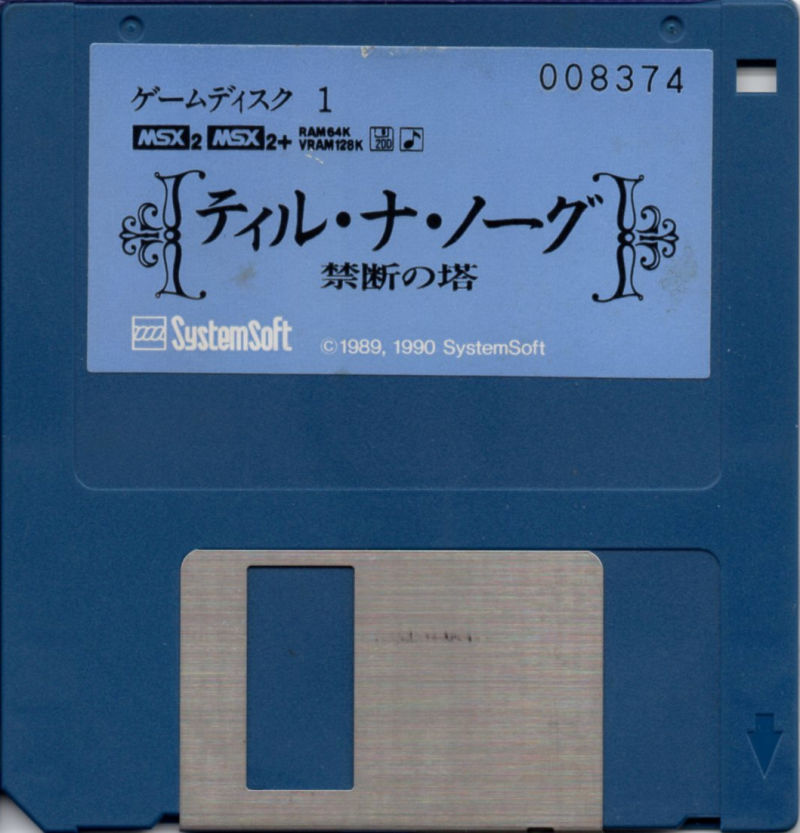 008374
ゲームディスク 1
MSX2 MSX2+ RAM64K VRAM128K 2DD
ティル・ナ・ノーグ
禁断の塔
SystemSoft
©1989, 1990 SystemSoft